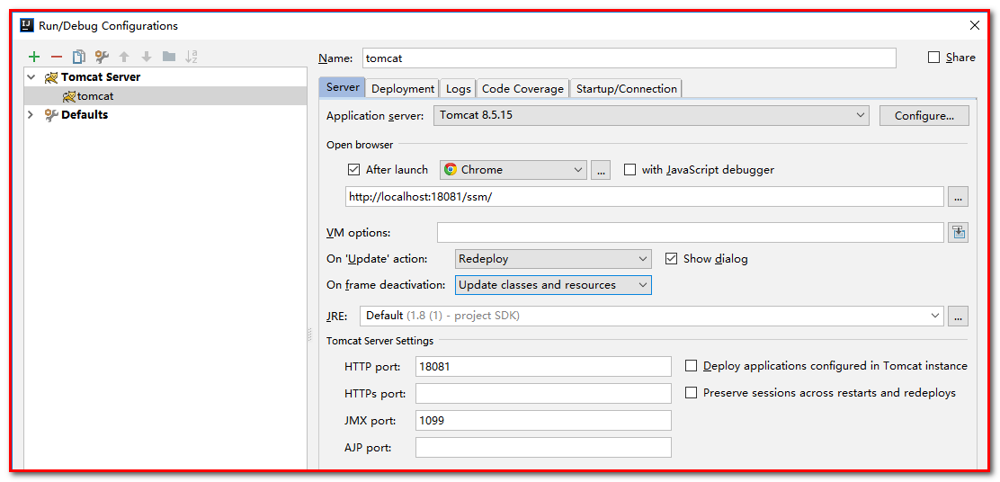 Run/Debug Configurations
Name: tomcat
Share
Tomcat Server
tomcat
Defaults
Server Deployment Logs Code Coverage Startup/Connection
Application server: Tomcat 8.5.15 Configure...
Open browser
After launch Chrome ... with JavaScript debugger
http://localhost:18081/ssm/ ...
VM options:
On 'Update' action: Redeploy Show dialog
On frame deactivation: Update classes and resources
JRE: Default (1.8 (1) - project SDK) ...
Tomcat Server Settings
HTTP port: 18081 Deploy applications configured in Tomcat instance
HTTPs port: Preserve sessions across restarts and redeploys
JMX port: 1099
AJP port: